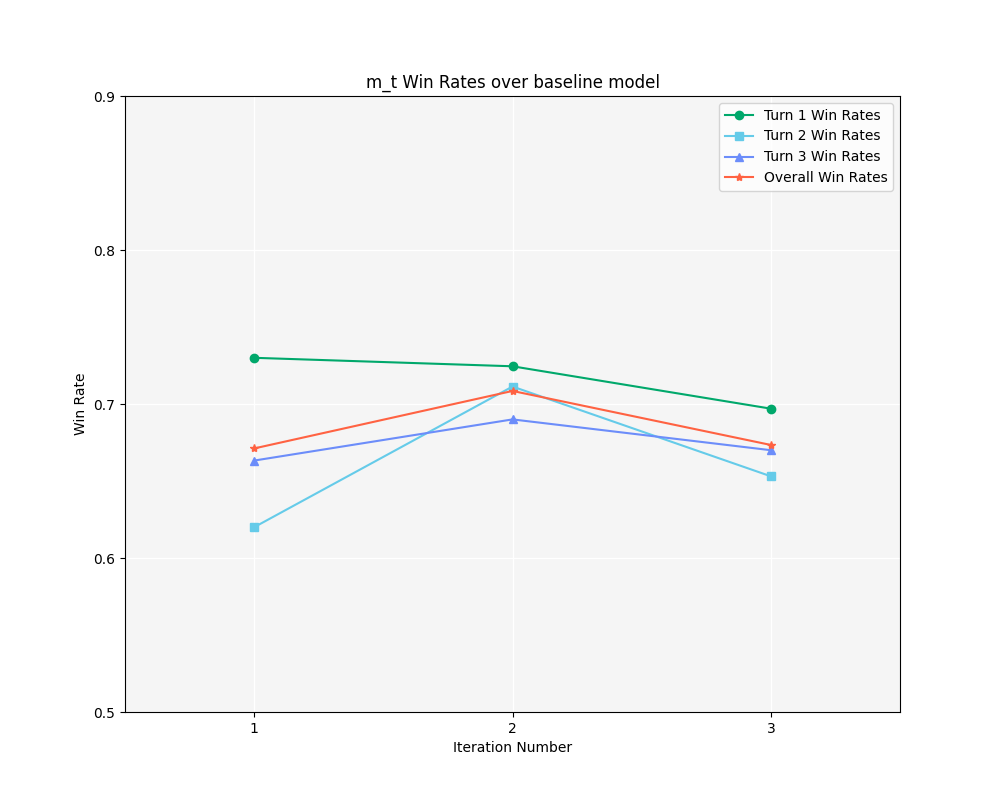 m_t Win Rates over baseline model
Turn 1 Win Rates
Turn 2 Win Rates
Turn 3 Win Rates
Overall Win Rates
Win Rate
0.9
0.8
0.7
0.6
0.5
1
2
3
Iteration Number